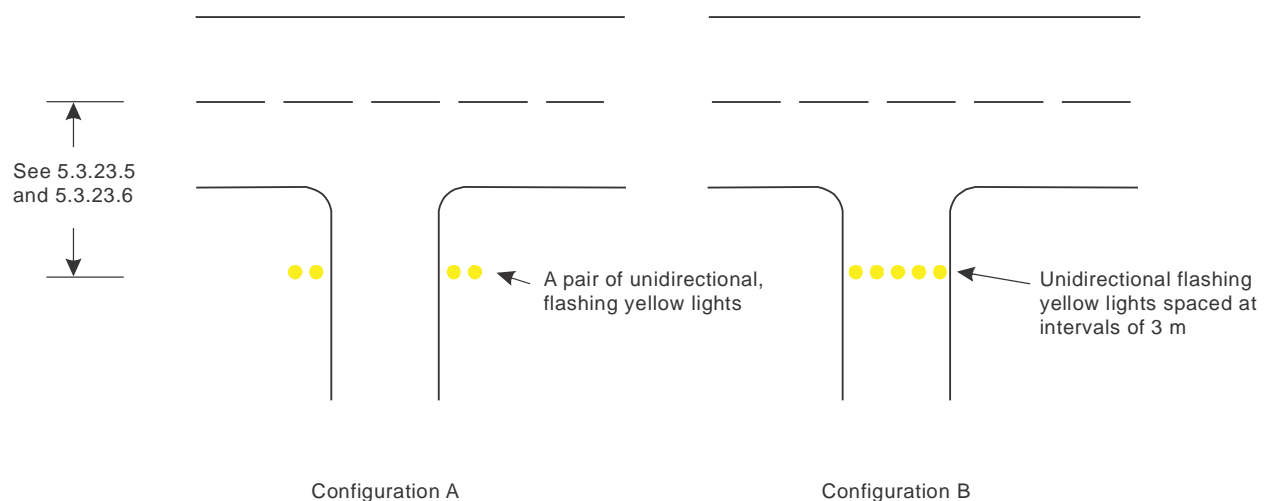 See 5.3.23.5
and 5.3.23.6
A pair of unidirectional,
flashing yellow lights
Unidirectional flashing
yellow lights spaced at
intervals of 3 m
Configuration A
Configuration B